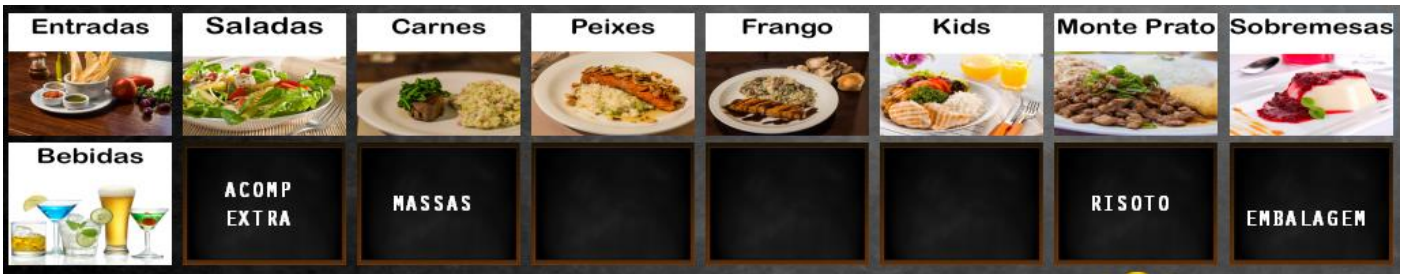 Entradas
Saladas
Carnes
Peixes
Frango
Kids
Monte Prato
Sobremesas
Bebidas
ACOMP
EXTRA
MASSAS
RISOTO
EMBALAGEM